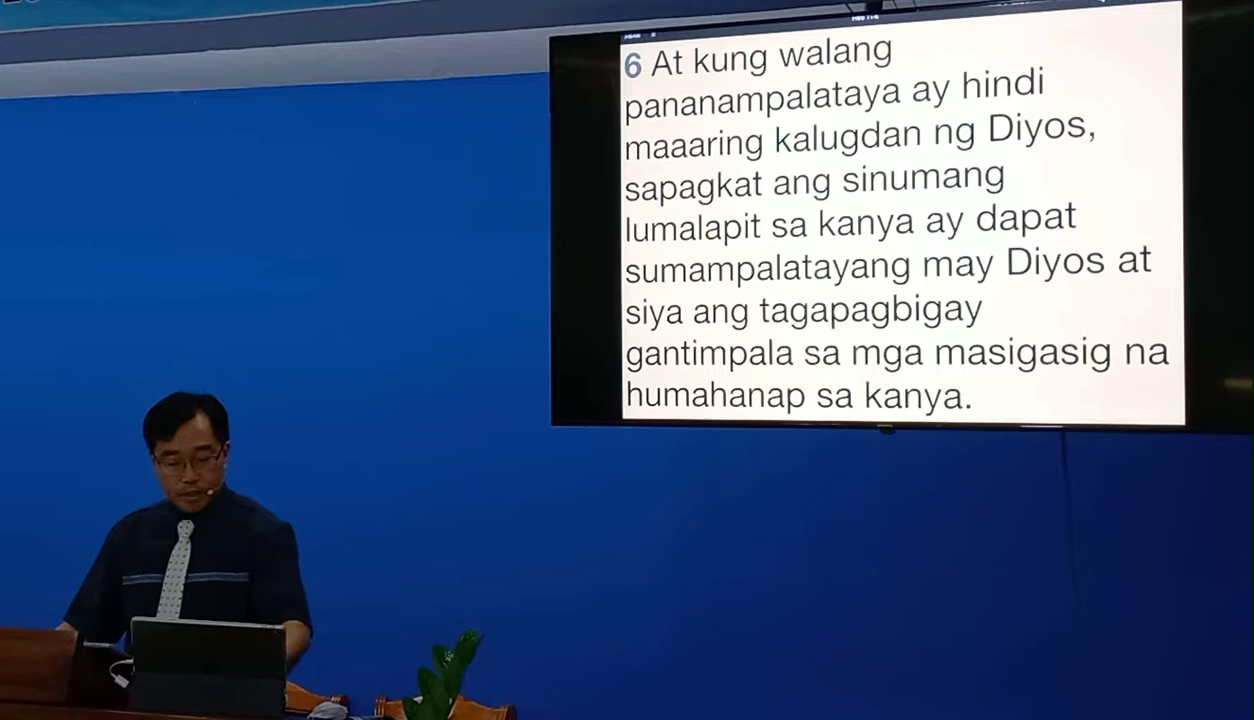 6 At kung walang
pananampalataya ay hindi
maaaring kalugdan ng Diyos,
sapagkat ang sinumang
lumalapit sa kanya ay dapat
sumampalatayang may Diyos at
siya ang tagapagbigay
gantimpala sa mga masigasig na
humahanap sa kanya.